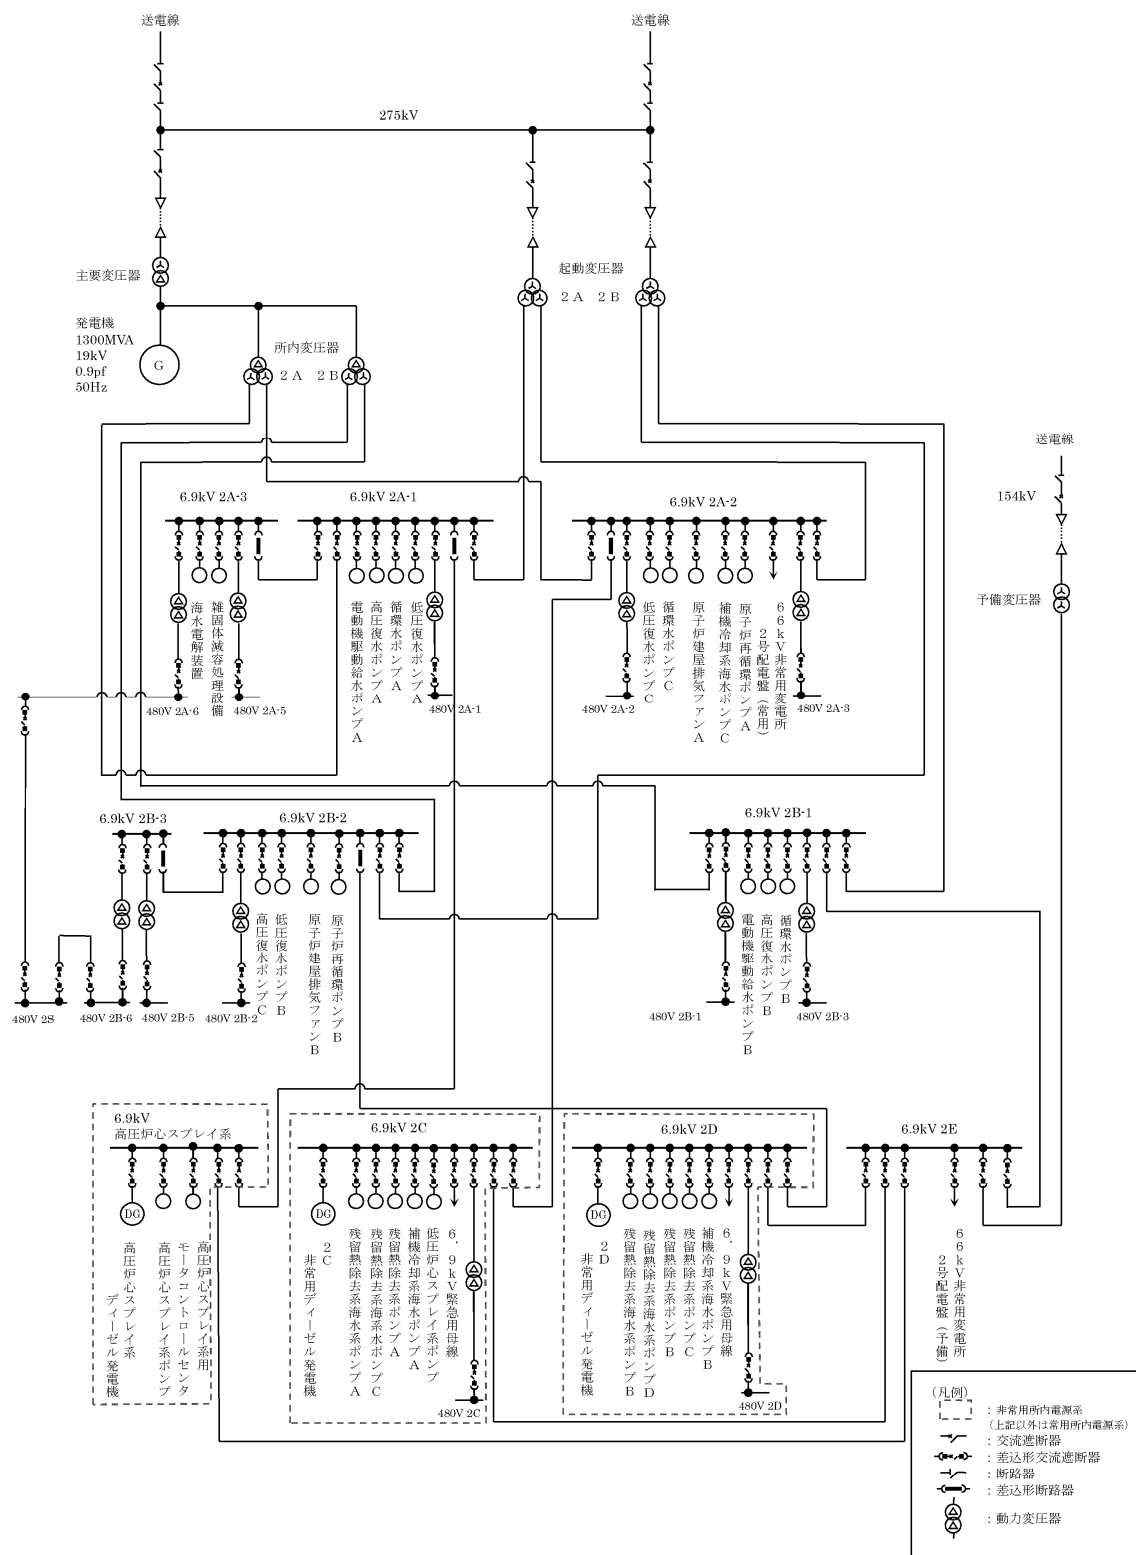 送電線
送電線
275kV
主要変圧器
起動変圧器
2A 2B
発電機
1300MVA
19kV
0.9pf
50Hz
G
所内変圧器
2A 2B
送電線
154kV
予備変圧器
6.9kV 2A-3
6.9kV 2A-1
6.9kV 2A-2
海水電解装置
雑固体減容処理設備
電動機駆動給水ポンプA
高圧復水ポンプA
循環水ポンプA
低圧復水ポンプA
低圧復水ポンプC
循環水ポンプC
原子炉建屋排気ファンA
補機冷却系海水ポンプC
原子炉再循環ポンプA
66kV非常用変電所
2号配電盤(常用)
480V 2A-6
480V 2A-5
480V 2A-1
480V 2A-2
480V 2A-3
6.9kV 2B-3
6.9kV 2B-2
6.9kV 2B-1
高圧復水ポンプC
低圧復水ポンプB
原子炉建屋排気ファンB
原子炉再循環ポンプB
電動機駆動給水ポンプB
高圧復水ポンプB
循環水ポンプB
480V 2S
480V 2B-6
480V 2B-5
480V 2B-2
480V 2B-1
480V 2B-3
6.9kV
高圧炉心スプレイ系
6.9kV 2C
6.9kV 2D
6.9kV 2E
DG
DG
DG
高圧炉心スプレイ系
ディーゼル発電機
高圧炉心スプレイ系ポンプ
高圧炉心スプレイ系用
モータコントロールセンタ
2C
非常用ディーゼル発電機
残留熱除去系海水系ポンプA
残留熱除去系海系水ポンプC
残留熱除去系ポンプA
補機冷却系海水ポンプA
低圧炉心スプレイ系ポンプ
6.9kV緊急用母線
480V 2C
2D
非常用ディーゼル発電機
残留熱除去系海水系ポンプB
残留熱除去系海水系ポンプD
残留熱除去系ポンプB
残留熱除去系ポンプC
補機冷却系海水ポンプB
6.9kV緊急用母線
480V 2D
66kV非常用変電所
2号配電盤(予備)
(凡例)
:非常用所内電源系
(上記以外は常用所内電源系)
:交流遮断器
:差込形交流遮断器
:断路器
:差込形断路器
:動力変圧器